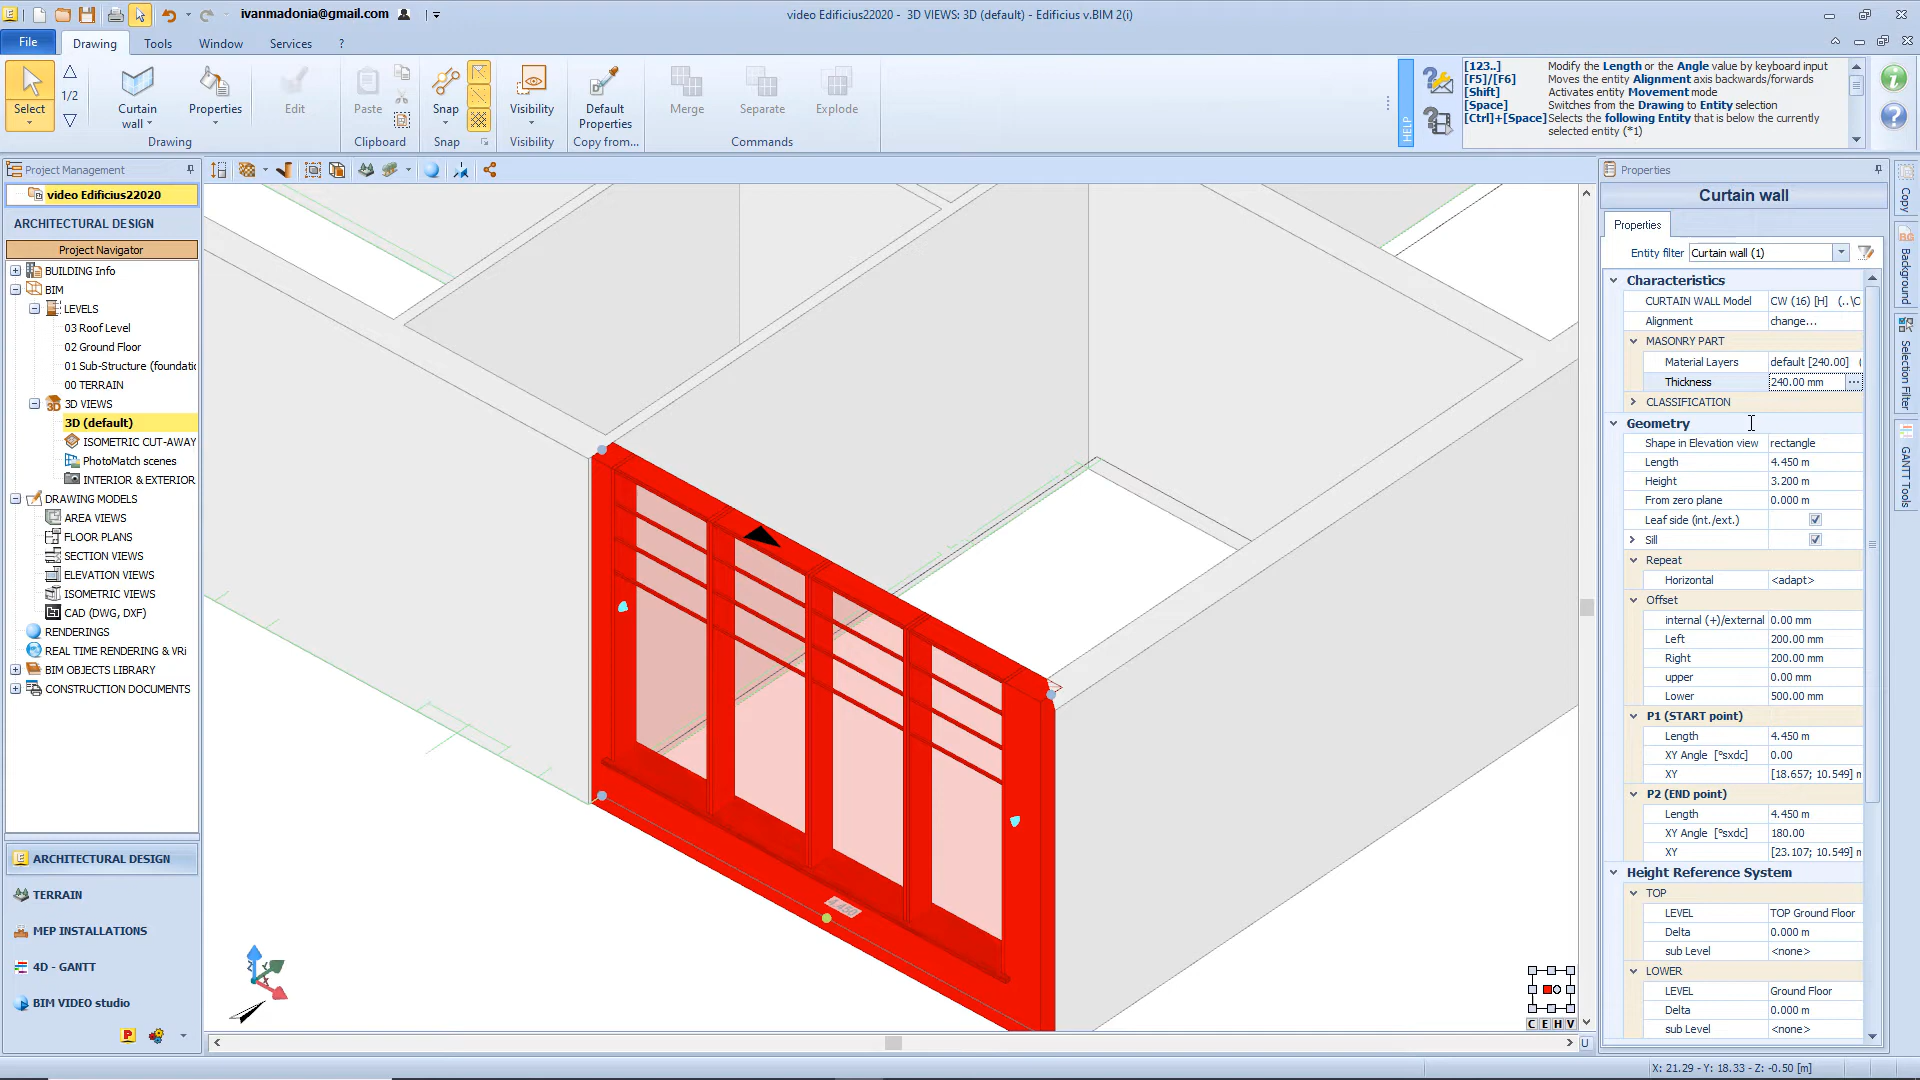 ivanmadonia@gmail.com
video Edificius22020 - 3D VIEWS: 3D (default) - Edificius v.BIM 2(i)
File
Drawing
Tools
Window
Services
?
Select
1/2
Curtain wall
Properties
Edit
Paste
Snap
Visibility
Default Properties
Merge
Separate
Explode
Drawing
Clipboard
Snap
Visibility
Copy from...
Commands
HELP
[123..] Modify the Length or the Angle value by keyboard input
[F5]/[F6] Moves the entity Alignment axis backwards/forwards
[Shift] Activates entity Movement mode
[Space] Switches from the Drawing to Entity selection
[Ctrl]+[Space] Selects the following Entity that is below the currently
selected entity (*1)
Project Management
video Edificius22020
ARCHITECTURAL DESIGN
Project Navigator
BUILDING Info
BIM
LEVELS
03 Roof Level
02 Ground Floor
01 Sub-Structure (foundatio
00 TERRAIN
3D VIEWS
3D (default)
ISOMETRIC CUT-AWAY
PhotoMatch scenes
INTERIOR & EXTERIOR
DRAWING MODELS
AREA VIEWS
FLOOR PLANS
SECTION VIEWS
ELEVATION VIEWS
ISOMETRIC VIEWS
CAD (DWG, DXF)
RENDERINGS
REAL TIME RENDERING & VRi
BIM OBJECTS LIBRARY
CONSTRUCTION DOCUMENTS
ARCHITECTURAL DESIGN
TERRAIN
MEP INSTALLATIONS
4D - GANTT
BIM VIDEO studio
4.450
C E H V
U
Properties
Curtain wall
Properties
Entity filter Curtain wall (1)
Characteristics
CURTAIN WALL Model CW (16) [H] (..\C
Alignment change...
MASONRY PART
Material Layers default [240.00] (
Thickness 240.00 mm ...
CLASSIFICATION
Geometry
Shape in Elevation view rectangle
Length 4.450 m
Height 3.200 m
From zero plane 0.000 m
Leaf side (int./ext.)
Sill
Repeat
Horizontal <adapt>
Offset
internal (+)/external 0.00 mm
Left 200.00 mm
Right 200.00 mm
upper 0.00 mm
Lower 500.00 mm
P1 (START point)
Length 4.450 m
XY Angle [°sxdc] 0.00
XY [18.657; 10.549] m
P2 (END point)
Length 4.450 m
XY Angle [°sxdc] 180.00
XY [23.107; 10.549] m
Height Reference System
TOP
LEVEL TOP Ground Floor
Delta 0.000 m
sub Level <none>
LOWER
LEVEL Ground Floor
Delta 0.000 m
sub Level <none>
Copy
Background
Selection Filter
GANTT Tools
X: 21.29 - Y: 18.33 - Z: -0.50 [m]